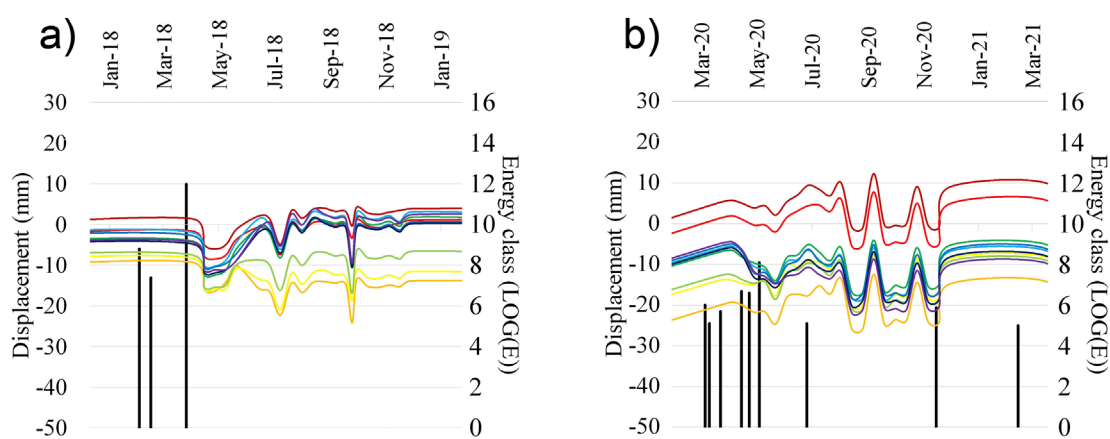 a)
Jan-18
Mar-18
May-18
Jul-18
Sep-18
Nov-18
Jan-19
30
20
10
0
-10
-20
-30
-40
-50
Displacement (mm)
16
14
12
10
8
6
4
2
0
Energy class (LOG(E))
b)
Mar-20
May-20
Jul-20
Sep-20
Nov-20
Jan-21
Mar-21
30
20
10
0
-10
-20
-30
-40
-50
Displacement (mm)
16
14
12
10
8
6
4
2
0
Energy class (LOG(E))